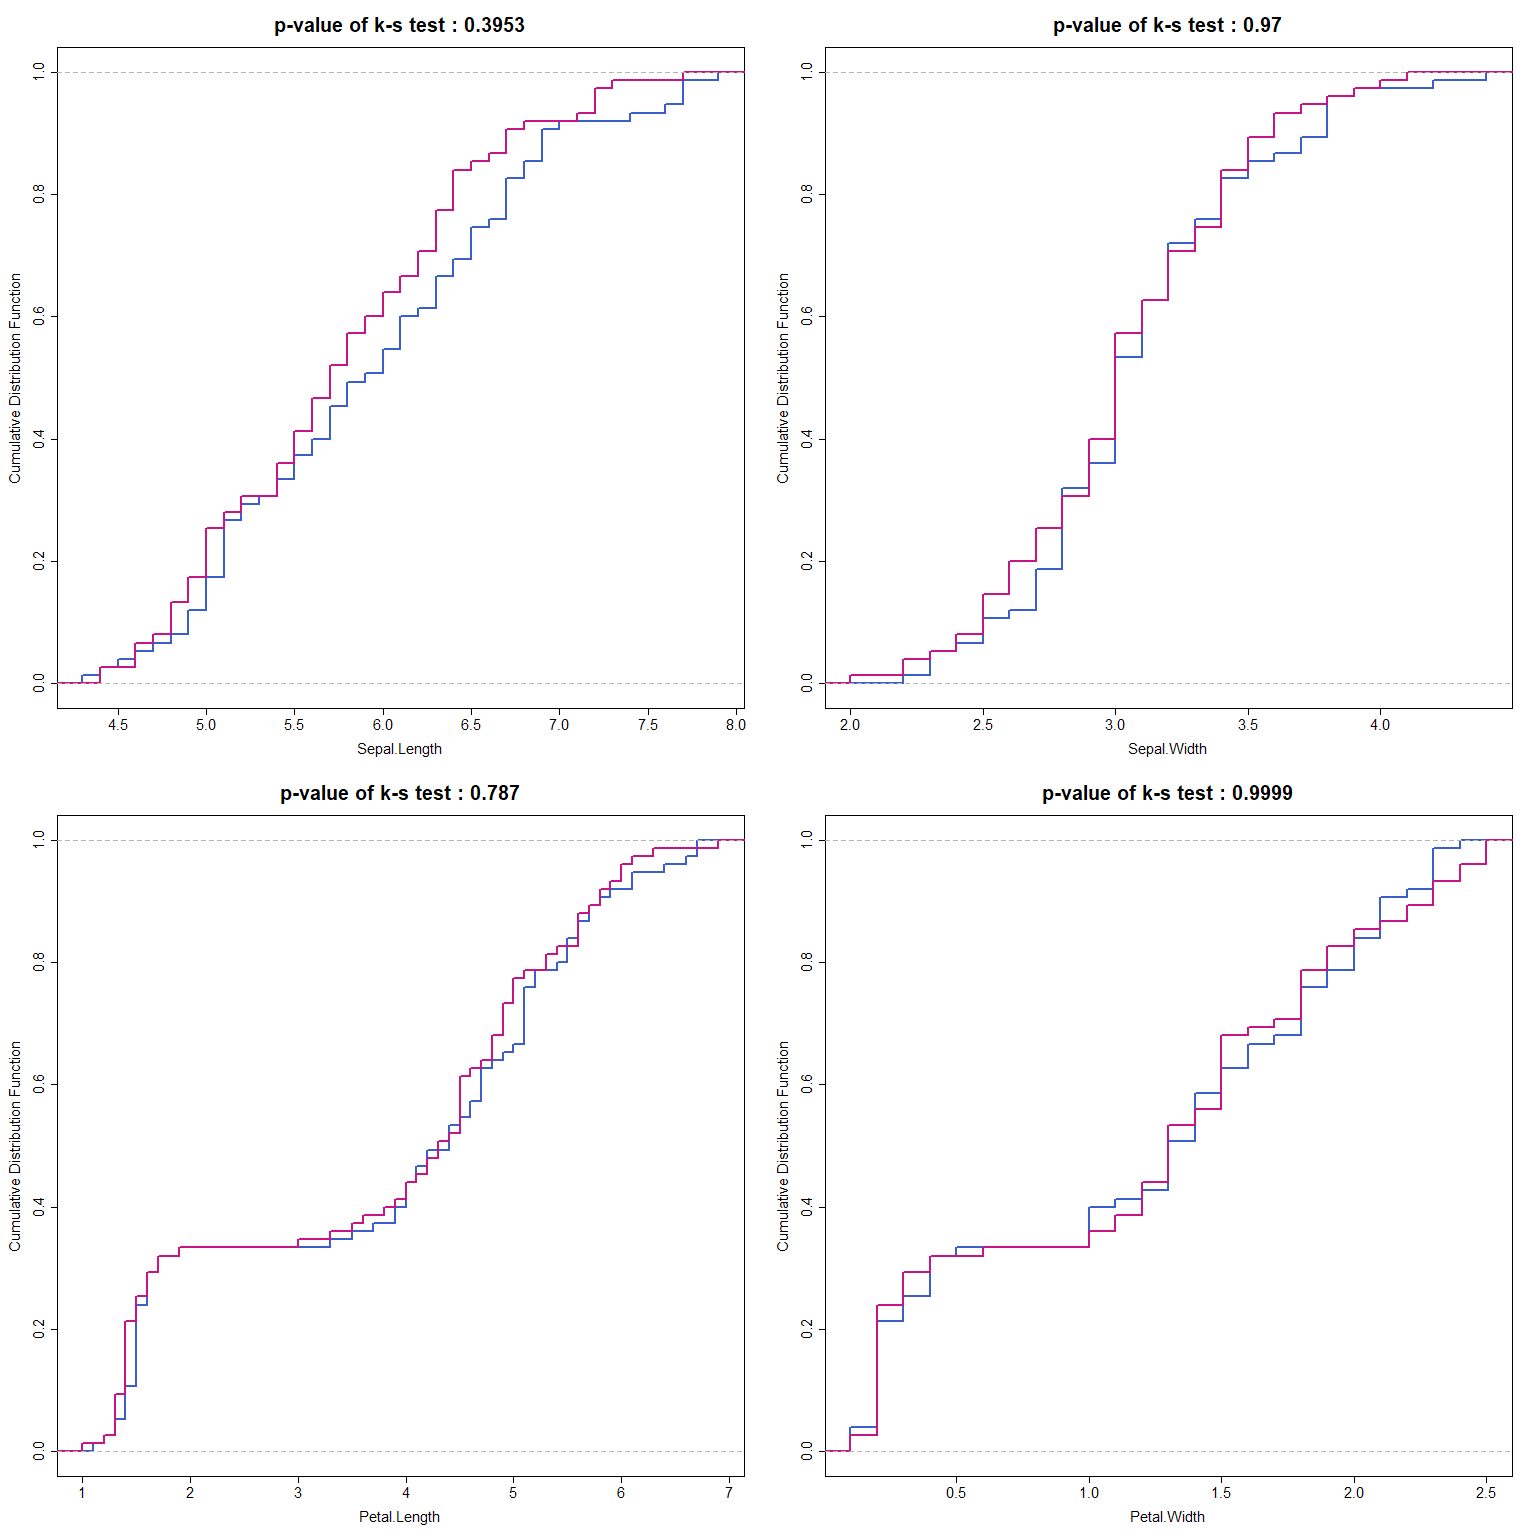 p-value of k-s test : 0.3953
Cumulative Distribution Function
0.0 0.2 0.4 0.6 0.8 1.0
4.5 5.0 5.5 6.0 6.5 7.0 7.5 8.0
Sepal.Length
p-value of k-s test : 0.97
Cumulative Distribution Function
0.0 0.2 0.4 0.6 0.8 1.0
2.0 2.5 3.0 3.5 4.0
Sepal.Width
p-value of k-s test : 0.787
Cumulative Distribution Function
0.0 0.2 0.4 0.6 0.8 1.0
1 2 3 4 5 6 7
Petal.Length
p-value of k-s test : 0.9999
Cumulative Distribution Function
0.0 0.2 0.4 0.6 0.8 1.0
0.5 1.0 1.5 2.0 2.5
Petal.Width